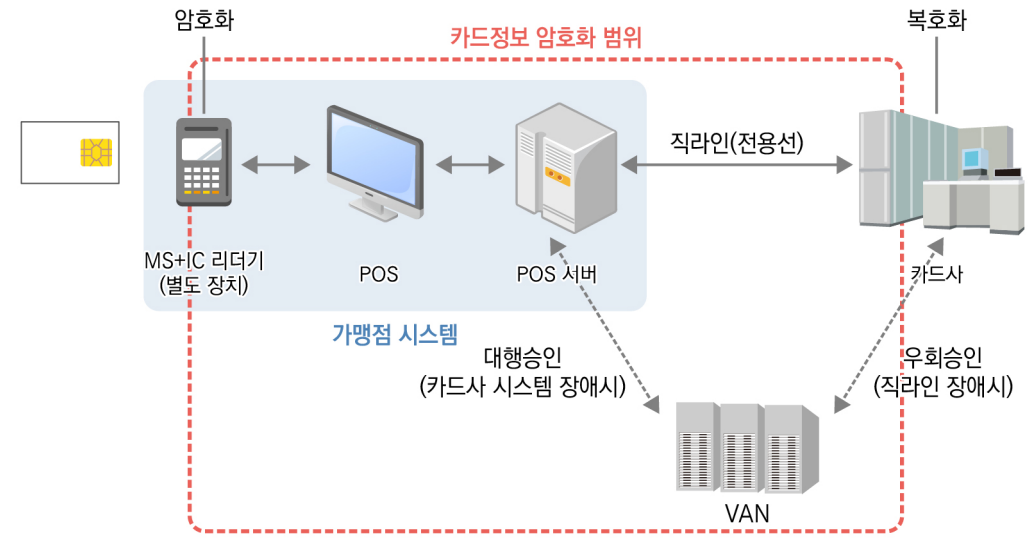 암호화
복호화
카드정보 암호화 범위
직라인(전용선)
MS+IC 리더기
(별도 장치)
POS
POS 서버
카드사
가맹점 시스템
대행승인
(카드사 시스템 장애시)
우회승인
(직라인 장애시)
VAN